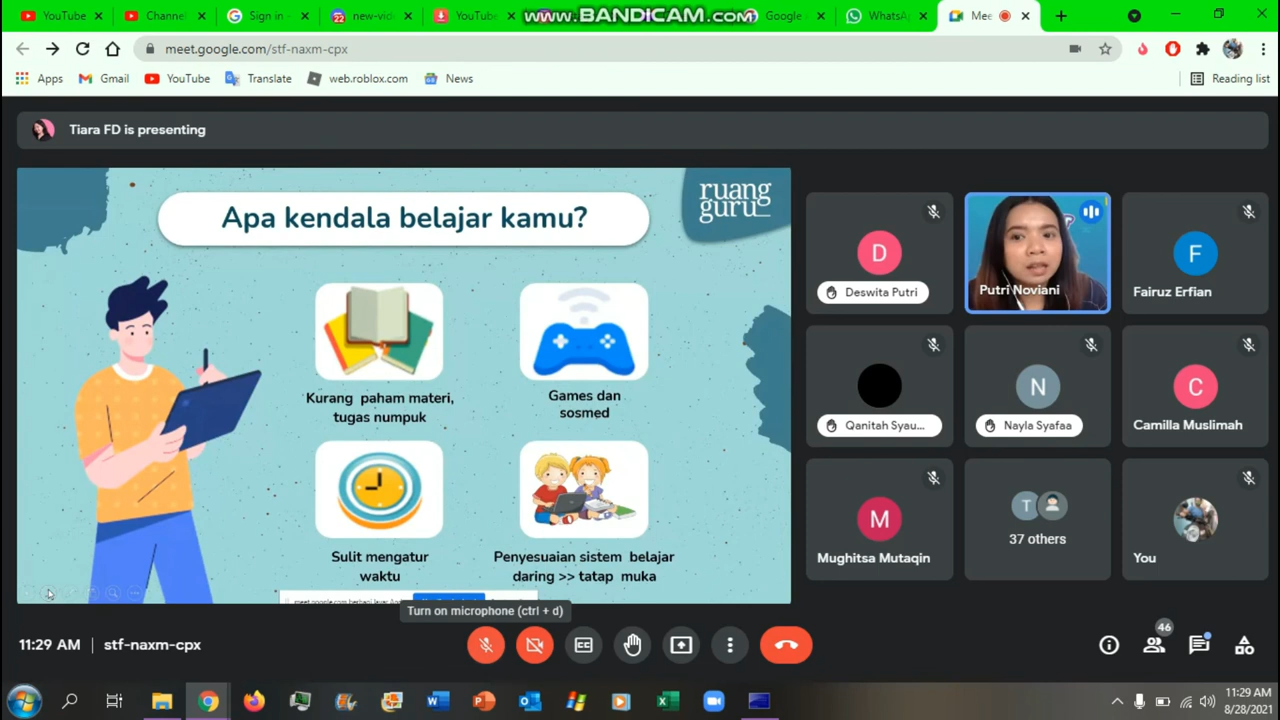 YouTube
Channel
Sign in -
new-vide
YouTube
WWW.BANDICAM.COM
Google
WhatsA
Mee
meet.google.com/stf-naxm-cpx
Apps
Gmail
YouTube
Translate
web.roblox.com
News
Reading list
Tiara FD is presenting
Apa kendala belajar kamu?
ruang
guru
Kurang paham materi,
tugas numpuk
Games dan
sosmed
Sulit mengatur
waktu
Penyesuaian sistem belajar
daring >> tatap muka
D
Deswita Putri
Putri Noviani
F
Fairuz Erfian
Qanitah Syau...
N
Nayla Syafaa
C
Camilla Muslimah
M
Mughitsa Mutaqin
T
37 others
You
Turn on microphone (ctrl + d)
11:29 AM | stf-naxm-cpx
46
11:29 AM
8/28/2021